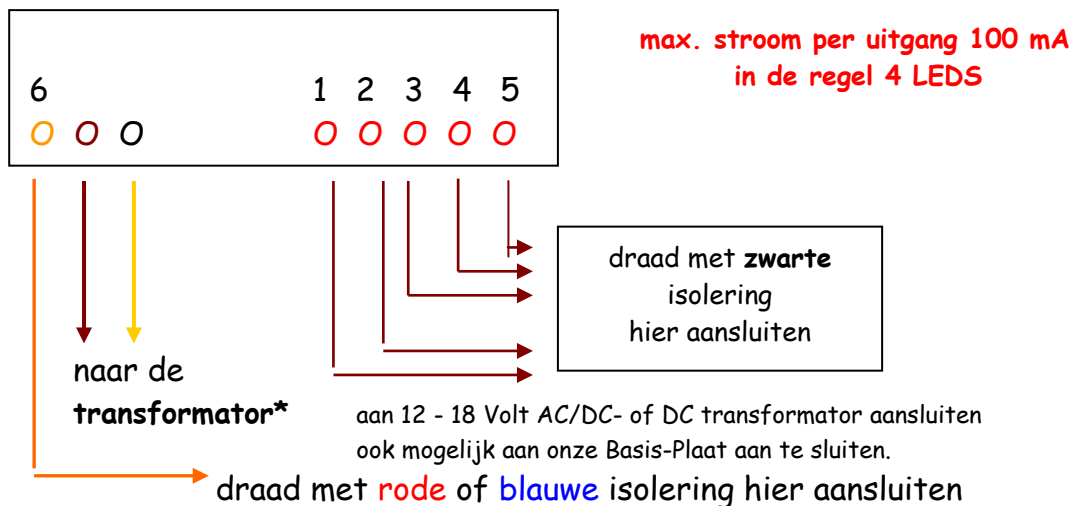 max. stroom per uitgang 100 mA
in de regel 4 LEDS
6 1 2 3 4 5
O O O O O O O O
draad met zwarte
isolering
hier aansluiten
naar de
transformator*
aan 12 - 18 Volt AC/DC- of DC transformator aansluiten
ook mogelijk aan onze Basis-Plaat aan te sluiten.
draad met rode of blauwe isolering hier aansluiten